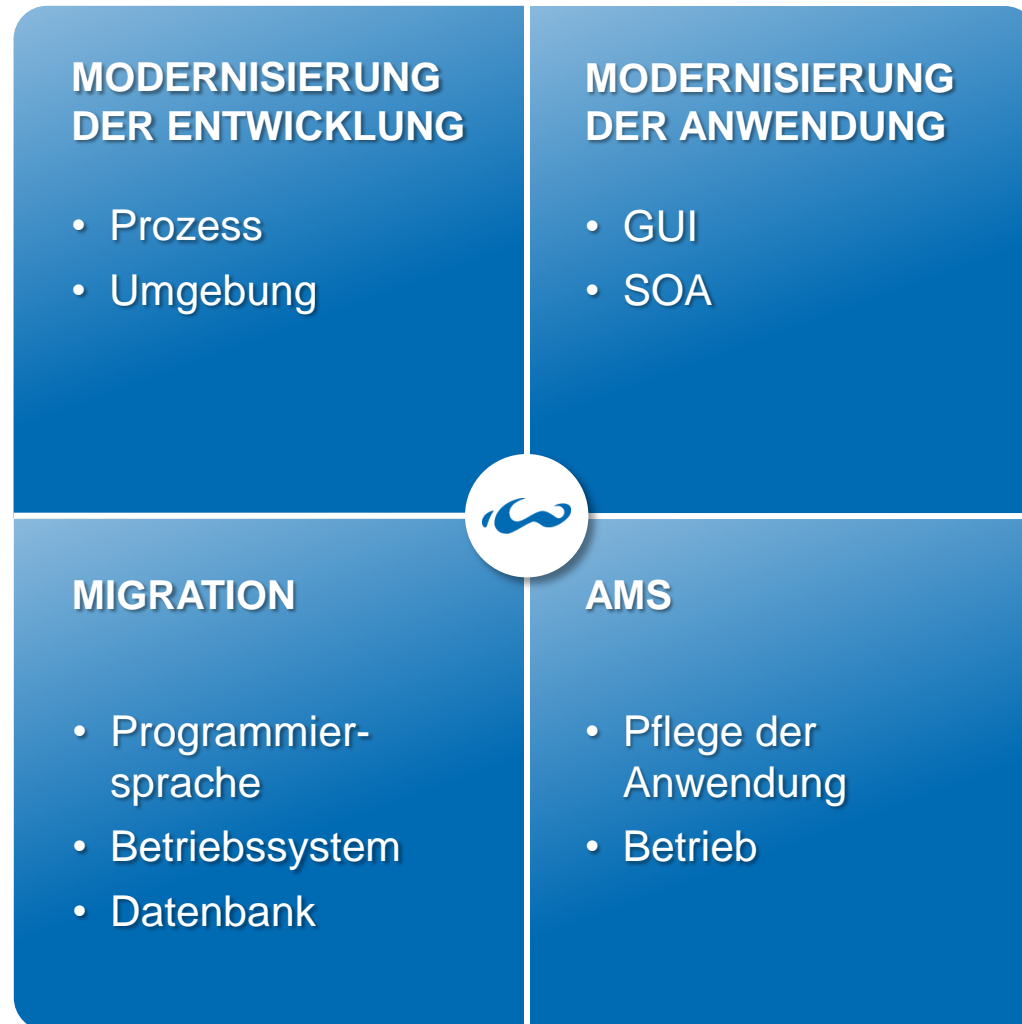 MODERNISIERUNG
DER ENTWICKLUNG
• Prozess
• Umgebung
MODERNISIERUNG
DER ANWENDUNG
• GUI
• SOA
MIGRATION
• Programmier-
sprache
• Betriebssystem
• Datenbank
AMS
• Pflege der
Anwendung
• Betrieb